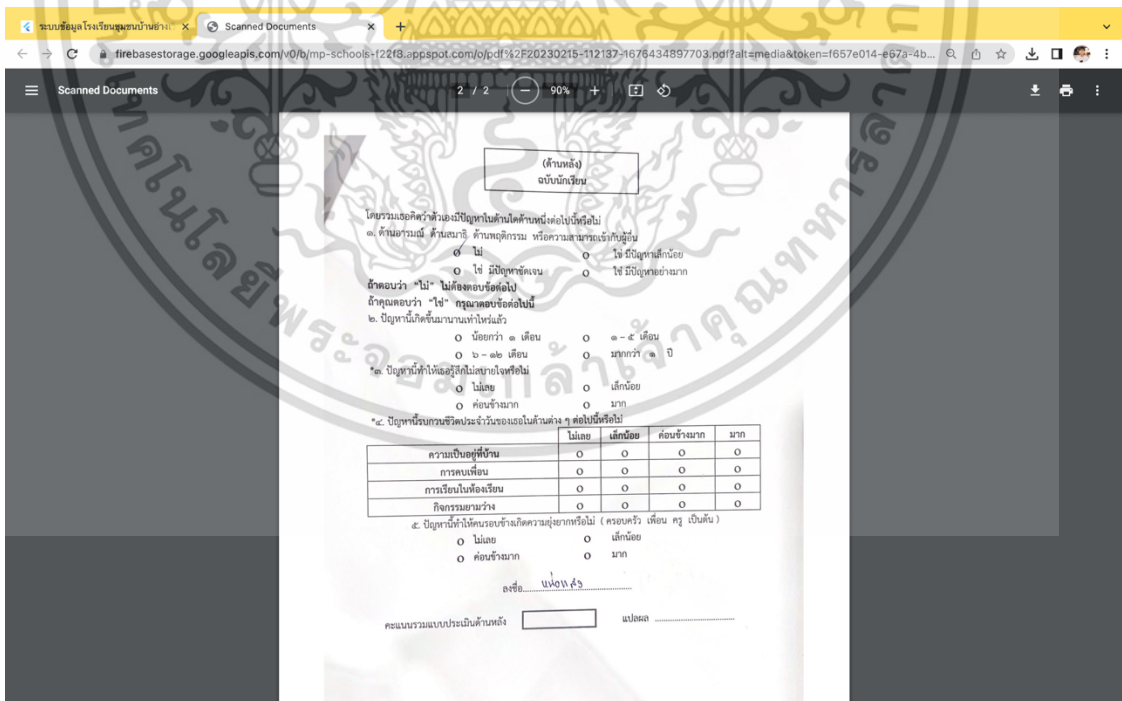 ระบบข้อมูลโรงเรียนชุมชนบ้านอ่าง
Scanned Documents
firebasestorage.googleapis.com/v0/b/mp-schools-f22f3.appspot.com/o/pdf%2F20230215-112137-1676434897703.pdf?alt=media&token=f657e014-e67a-4b...
Scanned Documents
2 / 2
90%
(ด้านหลัง)
ฉบับนักเรียน
โดยรวมเธอคิดว่าตัวเองมีปัญหาในด้านใดด้านหนึ่งต่อไปนี้หรือไม่
๑. ด้านอารมณ์ ด้านสมาธิ ด้านพฤติกรรม หรือความสามารถเข้ากับผู้อื่น
O ไม่ O ใช่ มีปัญหาเล็กน้อย
O ใช่ มีปัญหาชัดเจน O ใช่ มีปัญหาอย่างมาก
ถ้าตอบว่า "ไม่" ไม่ต้องตอบข้อต่อไป
ถ้าคุณตอบว่า "ใช่" กรุณาตอบข้อต่อไปนี้
๒. ปัญหานี้เกิดขึ้นมานานเท่าไหร่แล้ว
O น้อยกว่า ๑ เดือน O ๑ – ๕ เดือน
O ๖ – ๑๒ เดือน O มากกว่า ๑ ปี
*๓. ปัญหานี้ทำให้เธอรู้สึกไม่สบายใจหรือไม่
O ไม่เลย O เล็กน้อย
O ค่อนข้างมาก O มาก
*๔. ปัญหานี้รบกวนชีวิตประจำวันของเธอในด้านต่าง ๆ ต่อไปนี้หรือไม่
ไม่เลย เล็กน้อย ค่อนข้างมาก มาก
ความเป็นอยู่ที่บ้าน O O O O
การคบเพื่อน O O O O
การเรียนในห้องเรียน O O O O
กิจกรรมยามว่าง O O O O
๕. ปัญหานี้ทำให้คนรอบข้างเกิดความยุ่งยากหรือไม่ ( ครอบครัว เพื่อน ครู เป็นต้น )
O ไม่เลย O เล็กน้อย
O ค่อนข้างมาก O มาก
ลงชื่อ
คะแนนรวมแบบประเมินด้านหลัง แปลผล